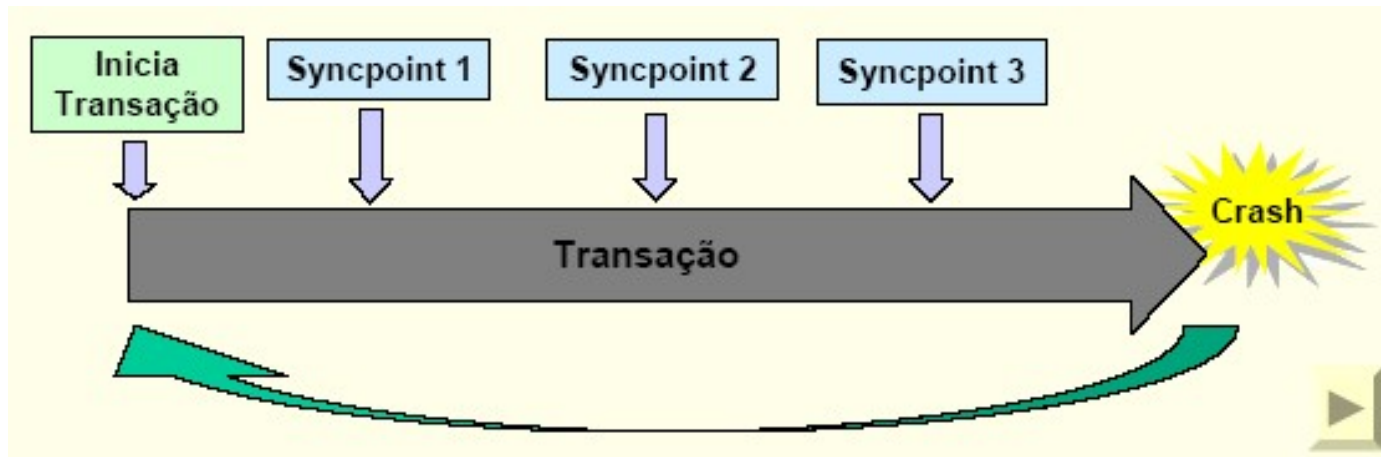 Inicia
Transação
Syncpoint 1
Syncpoint 2
Syncpoint 3
Crash
Transação